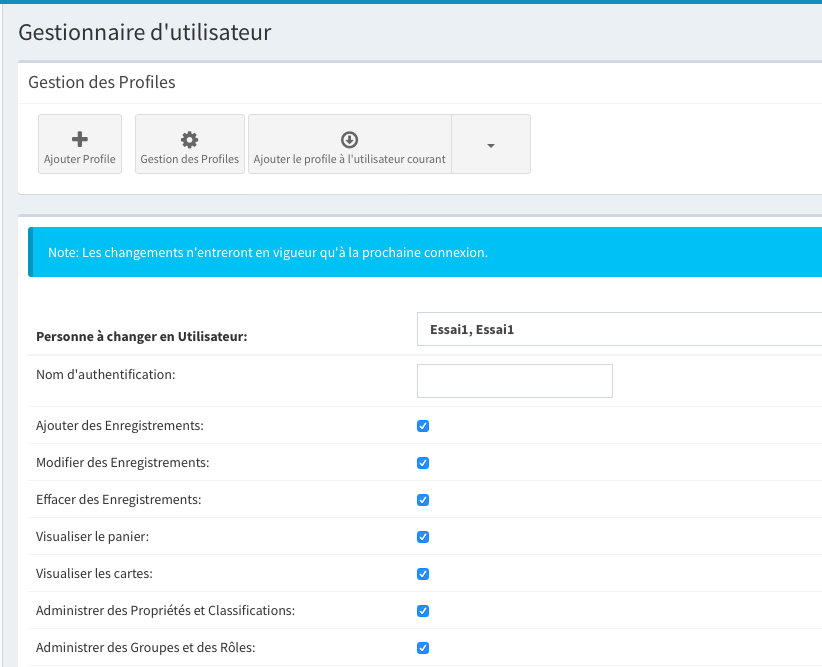 Gestionnaire d'utilisateur
Gestion des Profiles
Ajouter Profile
Gestion des Profiles
Ajouter le profile à l'utilisateur courant
Note: Les changements n'entreront en vigueur qu'à la prochaine connexion.
Personne à changer en Utilisateur:
Essai1, Essai1
Nom d'authentification:
Ajouter des Enregistrements:
Modifier des Enregistrements:
Effacer des Enregistrements:
Visualiser le panier:
Visualiser les cartes:
Administrer des Propriétés et Classifications:
Administrer des Groupes et des Rôles: